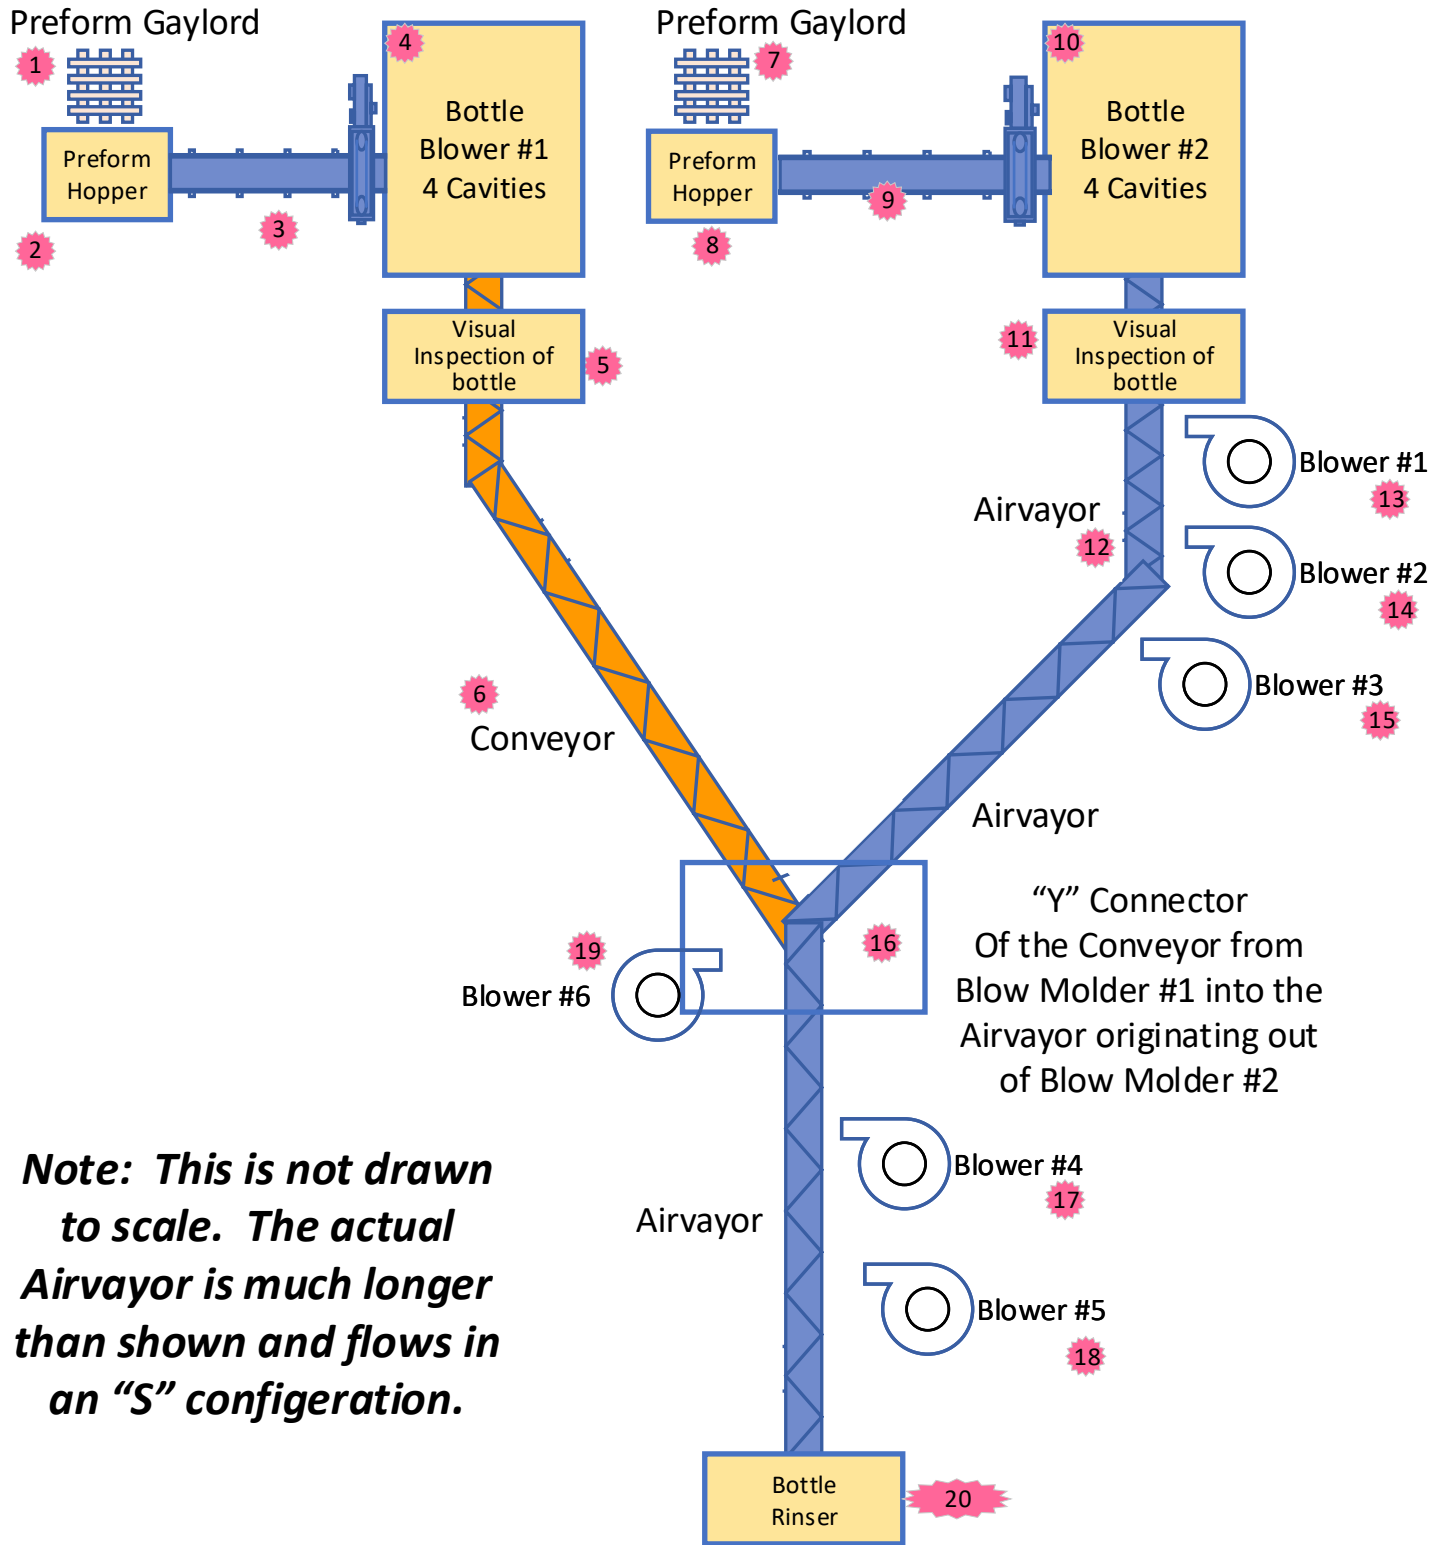 Preform Gaylord
Preform Gaylord
1
4
7
10
Bottle
Blower #1
4 Cavities
Bottle
Blower #2
4 Cavities
Preform
Hopper
Preform
Hopper
2
3
8
9
Visual
Inspection of
bottle
5
11
Visual
Inspection of
bottle
Blower #1
13
Airvayor
12
Blower #2
14
Blower #3
15
6
Conveyor
Airvayor
“Y” Connector
Of the Conveyor from
Blow Molder #1 into the
Airvayor originating out
of Blow Molder #2
16
19
Blower #6
Blower #4
17
Airvayor
Blower #5
18
Note:  This is not drawn
to scale.  The actual
Airvayor is much longer
than shown and flows in
an “S” configeration.
Bottle
Rinser
20